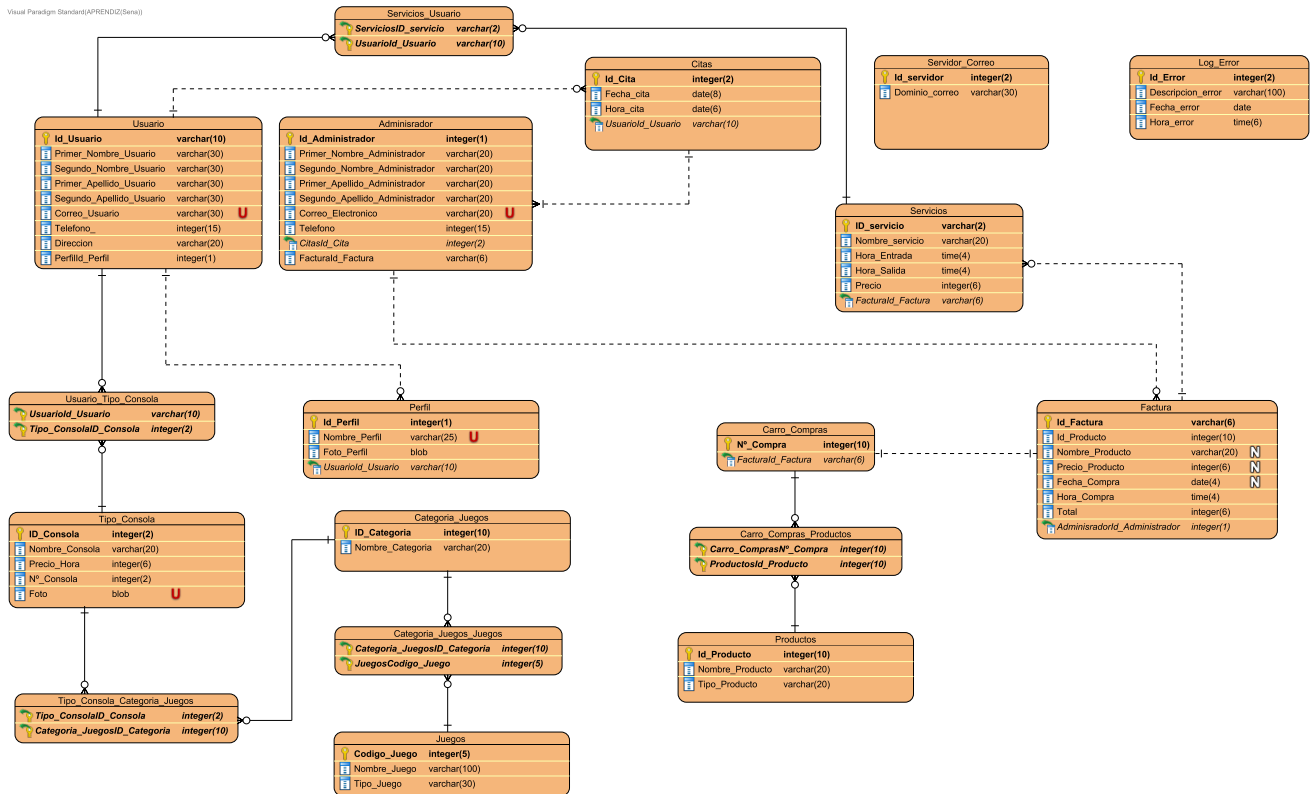 Visual Paradigm Standard(APRENDIZ(Sena))
Servicios_Usuario
ServiciosID_servicio varchar(2)
UsuarioId_Usuario varchar(10)
Citas
Id_Cita integer(2)
Fecha_cita date(8)
Hora_cita date(6)
UsuarioId_Usuario varchar(10)
Servidor_Correo
Id_servidor integer(2)
Dominio_correo varchar(30)
Log_Error
Id_Error integer(2)
Descripcion_error varchar(100)
Fecha_error date
Hora_error time(6)
Usuario
Id_Usuario varchar(10)
Primer_Nombre_Usuario varchar(30)
Segundo_Nombre_Usuario varchar(30)
Primer_Apellido_Usuario varchar(30)
Segundo_Apellido_Usuario varchar(30)
Correo_Usuario varchar(30) U
Telefono_ integer(15)
Direccion varchar(20)
PerfilId_Perfil integer(1)
Adminisrador
Id_Administrador integer(1)
Primer_Nombre_Administrador varchar(20)
Segundo_Nombre_Administrador varchar(20)
Primer_Apellido_Administrador varchar(20)
Segundo_Apellido_Administrador varchar(20)
Correo_Electronico varchar(20) U
Telefono integer(15)
CitasId_Cita integer(2)
FacturaId_Factura varchar(6)
Servicios
ID_servicio varchar(2)
Nombre_servicio varchar(20)
Hora_Entrada time(4)
Hora_Salida time(4)
Precio integer(6)
FacturaId_Factura varchar(6)
Usuario_Tipo_Consola
UsuarioId_Usuario varchar(10)
Tipo_ConsolaID_Consola integer(2)
Perfil
Id_Perfil integer(1)
Nombre_Perfil varchar(25) U
Foto_Perfil blob
UsuarioId_Usuario varchar(10)
Carro_Compras
Nº_Compra integer(10)
FacturaId_Factura varchar(6)
Factura
Id_Factura varchar(6)
Id_Producto integer(10)
Nombre_Producto varchar(20) N
Precio_Producto integer(6) N
Fecha_Compra date(4) N
Hora_Compra time(4)
Total integer(6)
AdminisradorId_Administrador integer(1)
Tipo_Consola
ID_Consola integer(2)
Nombre_Consola varchar(20)
Precio_Hora integer(6)
Nº_Consola integer(2)
Foto blob U
Categoria_Juegos
ID_Categoria integer(10)
Nombre_Categoria varchar(20)
Carro_Compras_Productos
Carro_ComprasNº_Compra integer(10)
ProductosId_Producto integer(10)
Categoria_Juegos_Juegos
Categoria_JuegosID_Categoria integer(10)
JuegosCodigo_Juego integer(5)
Productos
Id_Producto integer(10)
Nombre_Producto varchar(20)
Tipo_Producto varchar(20)
Tipo_Consola_Categoria_Juegos
Tipo_ConsolaID_Consola integer(2)
Categoria_JuegosID_Categoria integer(10)
Juegos
Codigo_Juego integer(5)
Nombre_Juego varchar(100)
Tipo_Juego varchar(30)